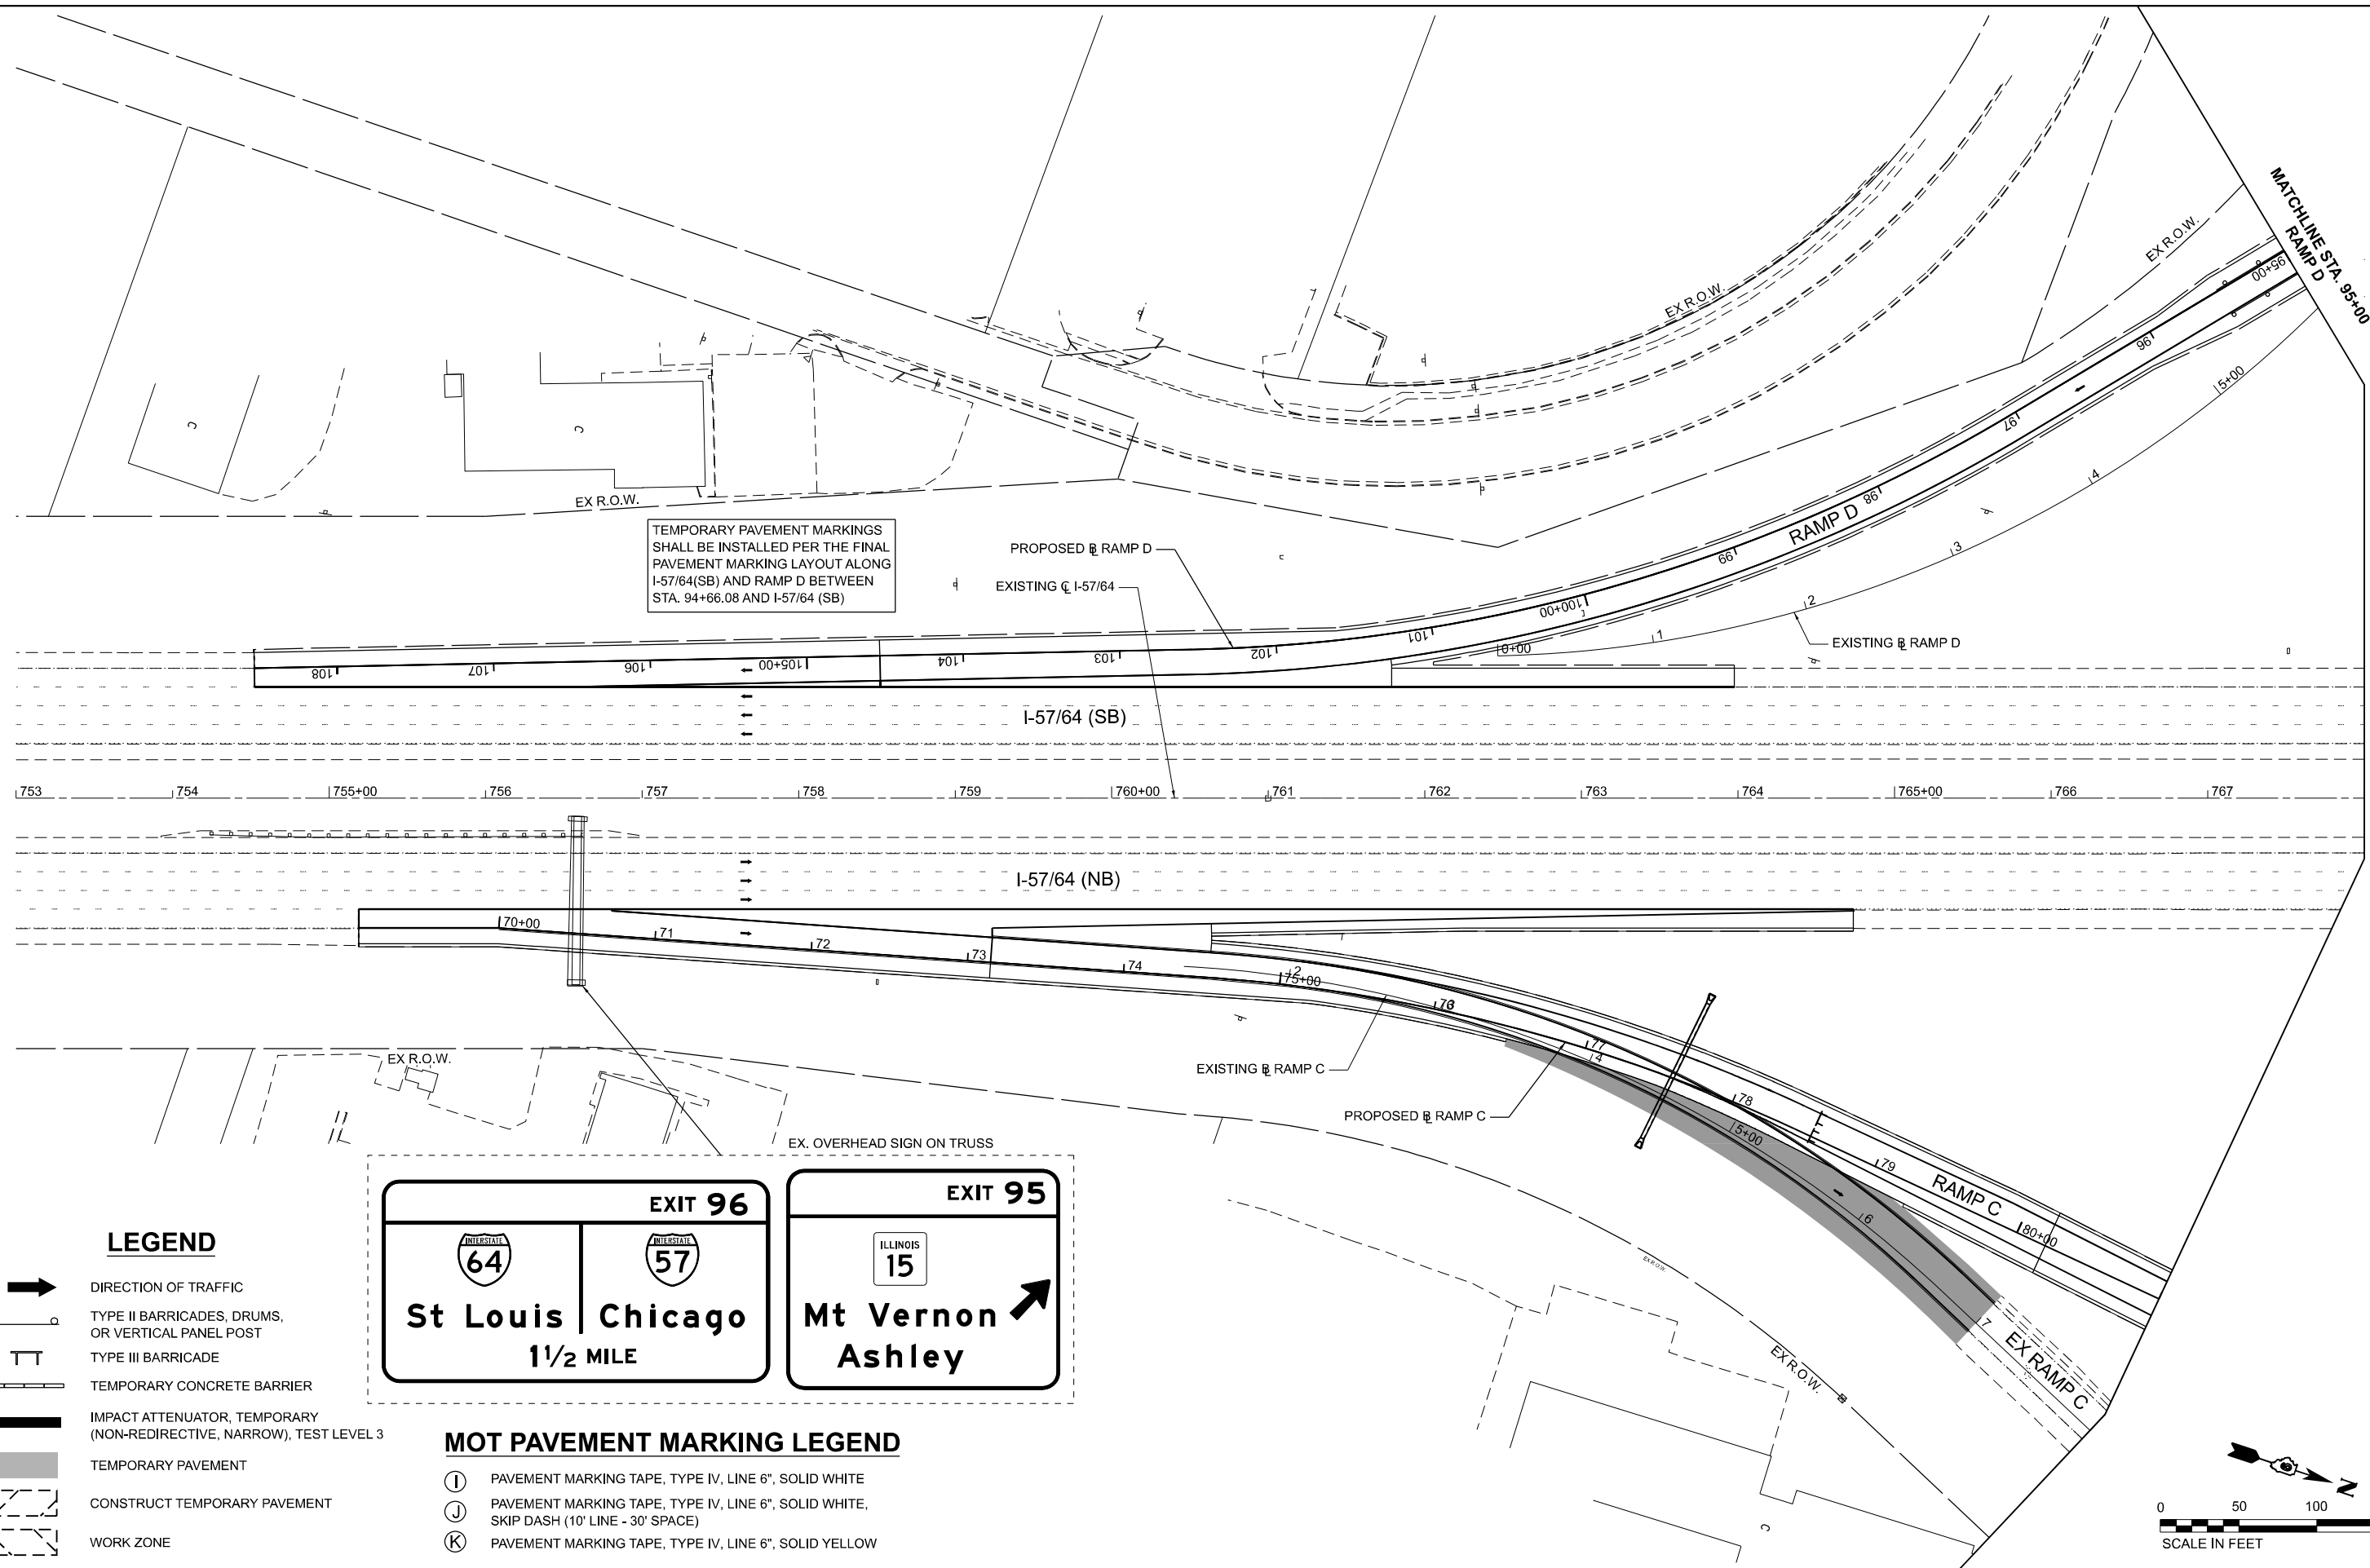 MATCHLINE STA. 95+00
RAMP D
EX R.O.W.
EX R.O.W.
95+00
96
97
98
99
100+00
101
102
103
104
105+00
106
107
108
RAMP D
5+00
4
3
2
1
0+00
C
C
EX R.O.W.
TEMPORARY PAVEMENT MARKINGS
SHALL BE INSTALLED PER THE FINAL
PAVEMENT MARKING LAYOUT ALONG
I-57/64(SB) AND RAMP D BETWEEN
STA. 94+66.08 AND I-57/64 (SB)
PROPOSED ℄ RAMP D
EXISTING ℄ I-57/64
EXISTING ℄ RAMP D
I-57/64 (SB)
753
754
755+00
756
757
758
759
760+00
761
762
763
764
765+00
766
767
I-57/64 (NB)
70+00
71
72
73
74
75+00
76
77
78
79
80+00
2
4
5+00
6
7
RAMP C
EX RAMP C
EXISTING ℄ RAMP C
PROPOSED ℄ RAMP C
EX R.O.W.
EX R.O.W.
EX R.O.W.
C
EX. OVERHEAD SIGN ON TRUSS
EXIT 96
INTERSTATE
64
INTERSTATE
57
St Louis
Chicago
1 1/2 MILE
EXIT 95
ILLINOIS
15
Mt Vernon
Ashley
LEGEND
DIRECTION OF TRAFFIC
TYPE II BARRICADES, DRUMS,
OR VERTICAL PANEL POST
TYPE III BARRICADE
TEMPORARY CONCRETE BARRIER
IMPACT ATTENUATOR, TEMPORARY
(NON-REDIRECTIVE, NARROW), TEST LEVEL 3
TEMPORARY PAVEMENT
CONSTRUCT TEMPORARY PAVEMENT
WORK ZONE
MOT PAVEMENT MARKING LEGEND
I PAVEMENT MARKING TAPE, TYPE IV, LINE 6", SOLID WHITE
J PAVEMENT MARKING TAPE, TYPE IV, LINE 6", SOLID WHITE,
SKIP DASH (10' LINE - 30' SPACE)
K PAVEMENT MARKING TAPE, TYPE IV, LINE 6", SOLID YELLOW
N
0 50 100
SCALE IN FEET